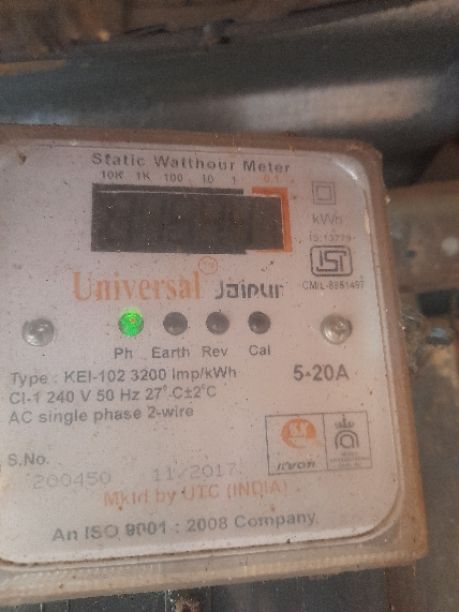 Static Watthour Meter
10K 1K 100 10 1 0.1
kWh
IS:13779
ISI
CM/L-8351497
Universal Jaipur
Ph Earth Rev Cal
Type : KEI-102 3200 Imp/kWh 5-20A
Cl-1 240 V 50 Hz 27°C±2°C
AC single phase 2-wire
S.No.
200450 11/2017
Mktd by UTC (INDIA)
An ISO 9001 : 2008 Company.